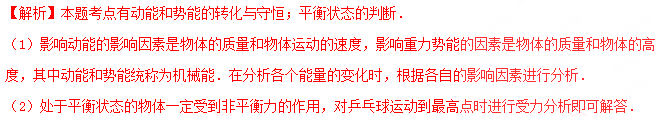 【解析】本题考点有动能和势能的转化与守恒；平衡状态的判断．
（1）影响动能的影响因素是物体的质量和物体运动的速度，影响重力势能的因素是物体的质量和物体的高
度，其中动能和势能统称为机械能．在分析各个能量的变化时，根据各自的影响因素进行分析．
（2）处于平衡状态的物体一定受到非平衡力的作用，对乒乓球运动到最高点时进行受力分析即可解答．